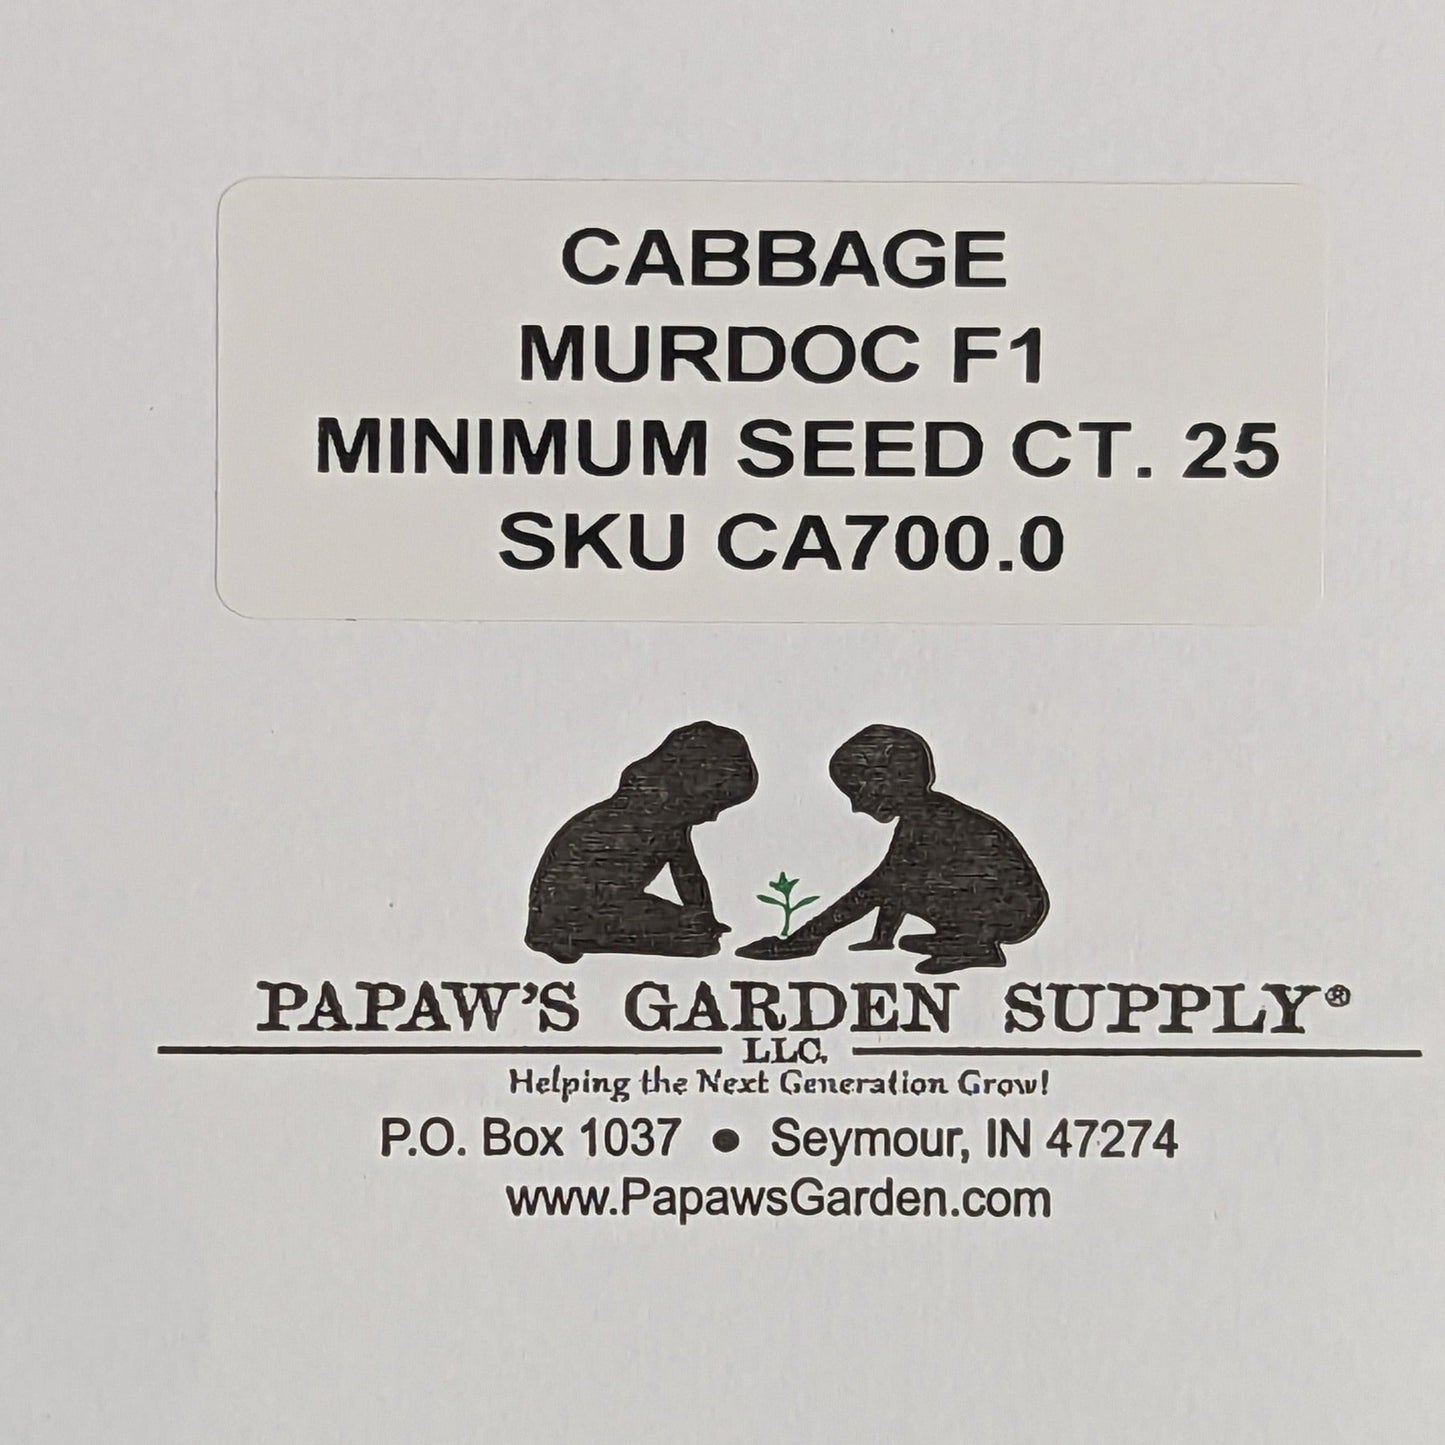 CABBAGE
MURDOC F1
MINIMUM SEED CT. 25
SKU CA700.0
PAPAW'S GARDEN SUPPLY®
LLC.
Helping the Next Generation Grow!
P.O. Box 1037 ● Seymour, IN 47274
www.PapawsGarden.com